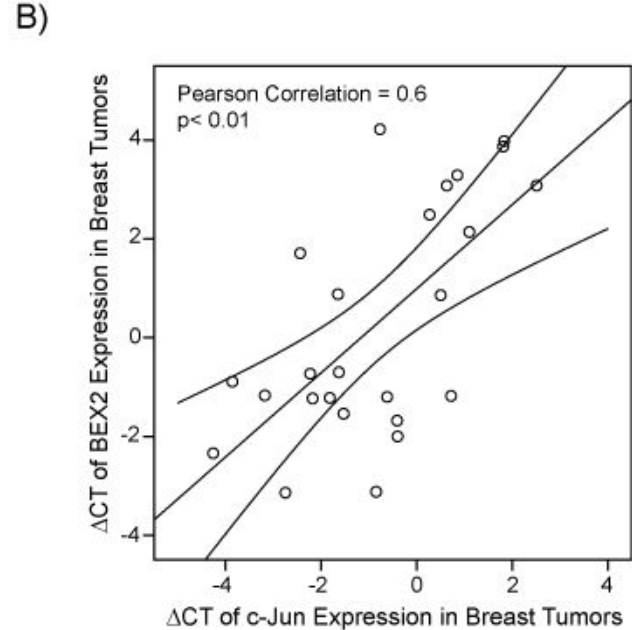 B)
Pearson Correlation = 0.6
p< 0.01
ΔCT of BEX2 Expression in Breast Tumors
4
2
0
-2
-4
-4 -2 0 2 4
ΔCT of c-Jun Expression in Breast Tumors